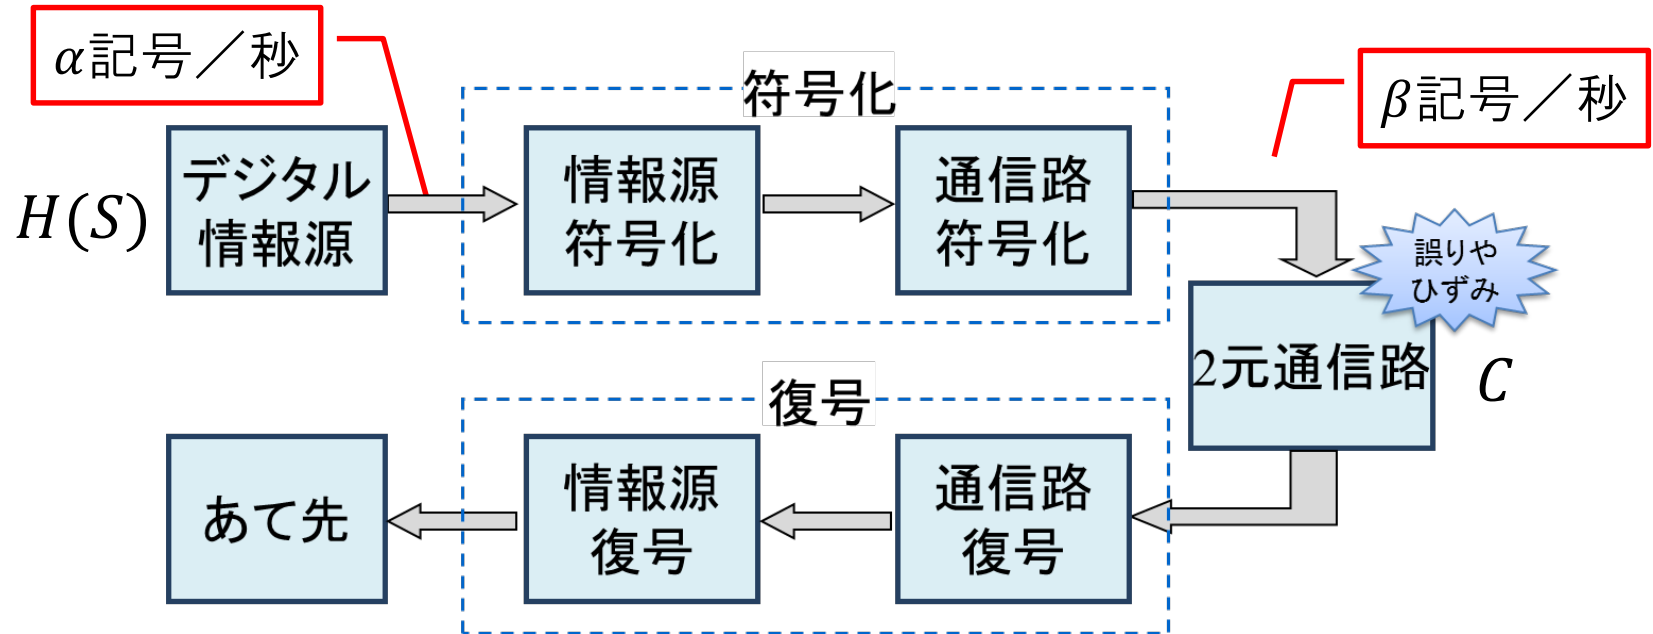 α記号／秒
符号化
β記号／秒
H(S)
デジタル
情報源
情報源
符号化
通信路
符号化
誤りや
ひずみ
2元通信路
C
復号
あて先
情報源
復号
通信路
復号